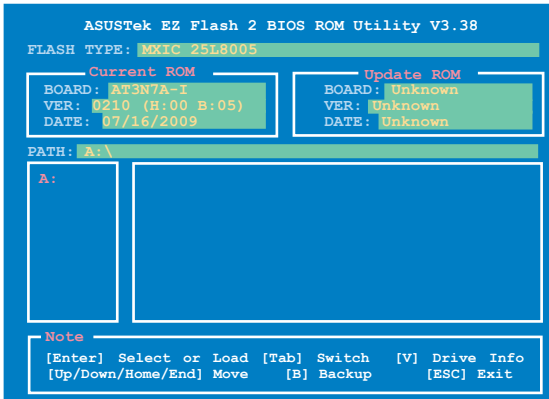 ASUSTek EZ Flash 2 BIOS ROM Utility V3.38
FLASH TYPE: MXIC 25L8005
Current ROM
BOARD: AT3N7A-I
VER: 0210 (H:00 B:05)
DATE: 07/16/2009
Update ROM
BOARD: Unknown
VER: Unknown
DATE: Unknown
PATH: A:\
A:
Note
[Enter] Select or Load [Tab] Switch [V] Drive Info
[Up/Down/Home/End] Move [B] Backup [ESC] Exit